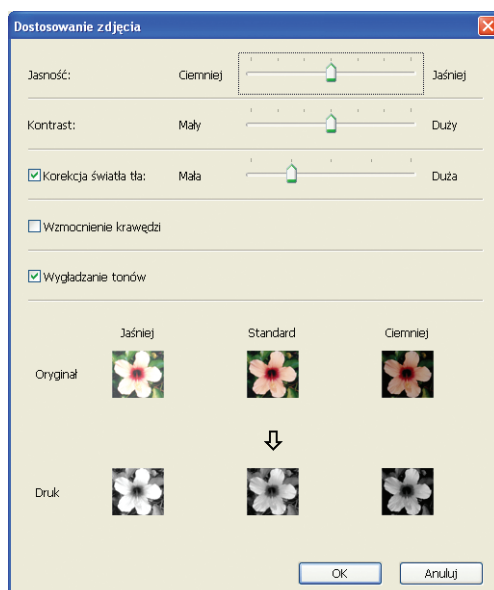 Dostosowanie zdjęcia
Jasność: Ciemniej Jaśniej
Kontrast: Mały Duży
Korekcja światła tła: Mała Duża
Wzmocnienie krawędzi
Wygładzanie tonów
Jaśniej Standard Ciemniej
Oryginał
Druk
OK Anuluj